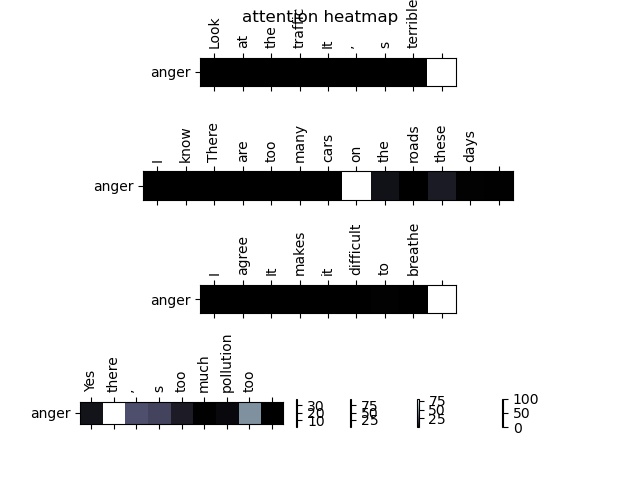 attention heatmap
Look at the traffic It ' s terrible
anger
I know There are too many cars on the roads these days
anger
I agree It makes it difficult to breathe
anger
Yes there ' s too much pollution too
anger
30 75 75 100
20 50 50 50
10 25 25 0